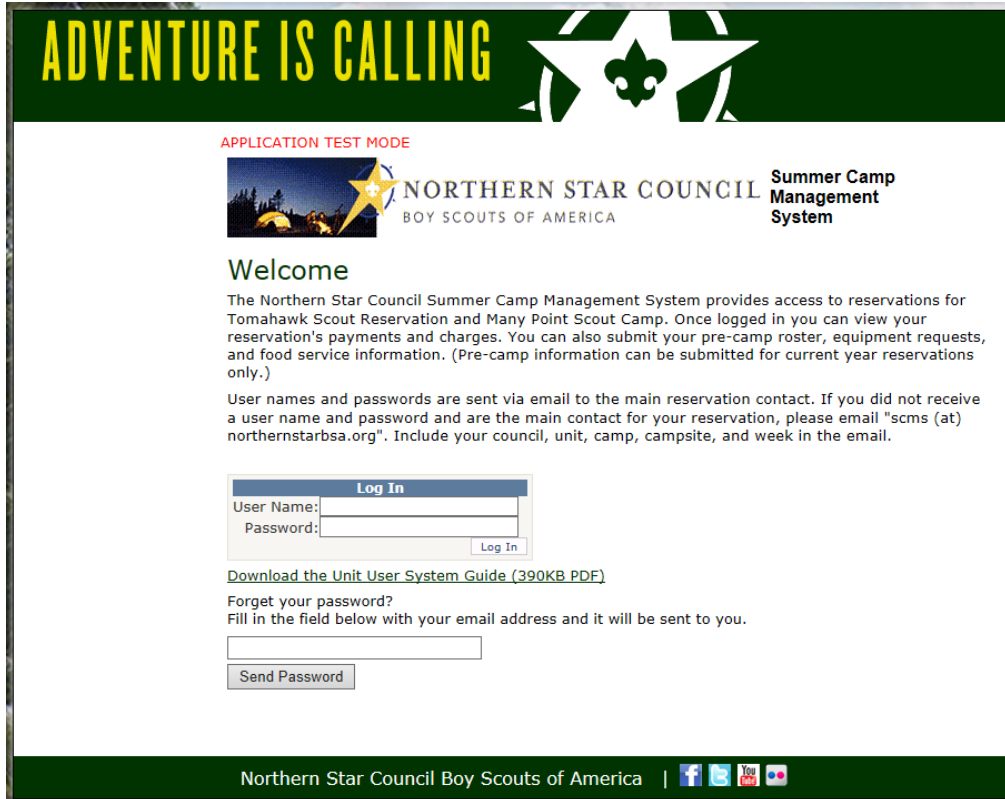 ADVENTURE IS CALLING
APPLICATION TEST MODE
NORTHERN STAR COUNCIL
BOY SCOUTS OF AMERICA
Summer Camp
Management
System
Welcome
The Northern Star Council Summer Camp Management System provides access to reservations for
Tomahawk Scout Reservation and Many Point Scout Camp. Once logged in you can view your
reservation's payments and charges. You can also submit your pre-camp roster, equipment requests,
and food service information. (Pre-camp information can be submitted for current year reservations
only.)
User names and passwords are sent via email to the main reservation contact. If you did not receive
a user name and password and are the main contact for your reservation, please email "scms (at)
northernstarbsa.org". Include your council, unit, camp, campsite, and week in the email.
Log In
User Name:
Password:
Log In
Download the Unit User System Guide (390KB PDF)
Forget your password?
Fill in the field below with your email address and it will be sent to you.
Send Password
Northern Star Council Boy Scouts of America | f You Tube